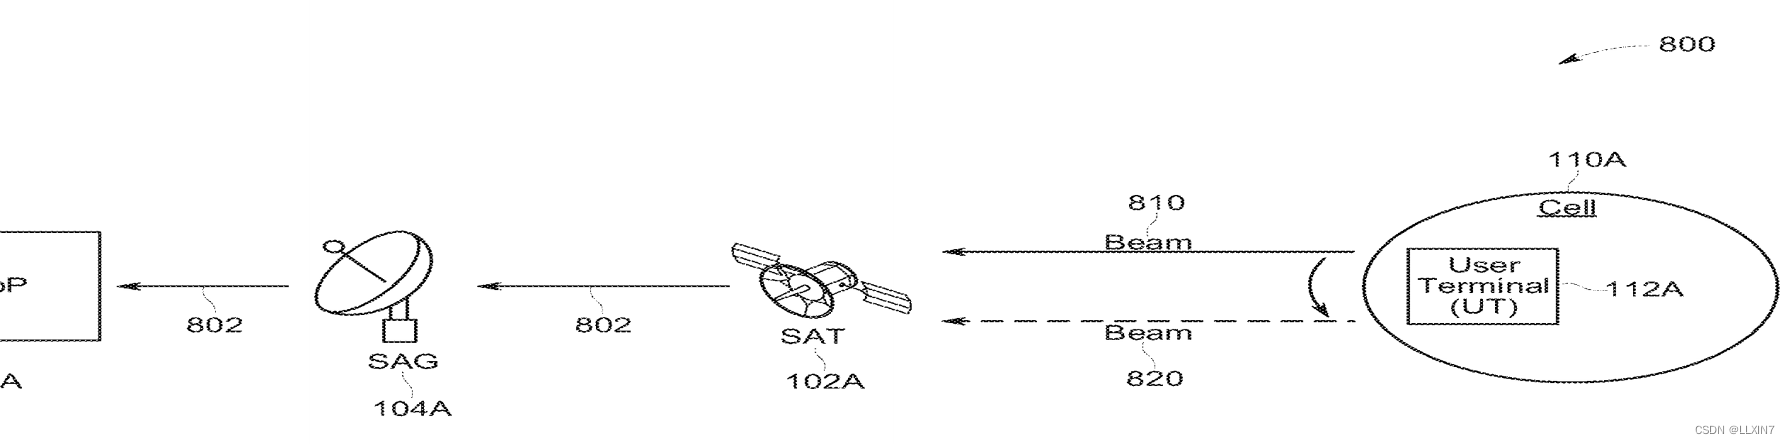 800
110A
Cell
810
Beam
User
Terminal
(UT)
112A
802
802
SAG
104A
SAT
102A
Beam
820
A
CSDN @LLXIN7